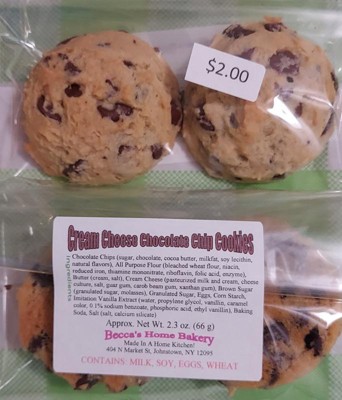 $2.00
Cream Cheese Chocolate Chip Cookies
Ingredients:
Chocolate Chips (sugar, chocolate, cocoa butter, milkfat, soy lecithin,
natural flavors), All Purpose Flour (bleached wheat flour, niacin,
reduced iron, thiamine mononitrate, riboflavin, folic acid, enzyme),
Butter (cream, salt), Cream Cheese (pasteurized milk and cream, cheese
culture, salt, guar gum, carob bean gum, xanthan gum), Brown Sugar
(granulated sugar, molasses), Granulated Sugar, Eggs, Corn Starch,
Imitation Vanilla Extract (water, propylene glycol, vanillin, caramel
color, 0.1% sodium benzoate, phosphoric acid, ethyl vanillin), Baking
Soda, Salt (salt, calcium silicate)
Approx. Net Wt. 2.3 oz. (66 g)
Becca's Home Bakery
Made In A Home Kitchen!
404 N Market St, Johnstown, NY 12095
CONTAINS: MILK, SOY, EGGS, WHEAT